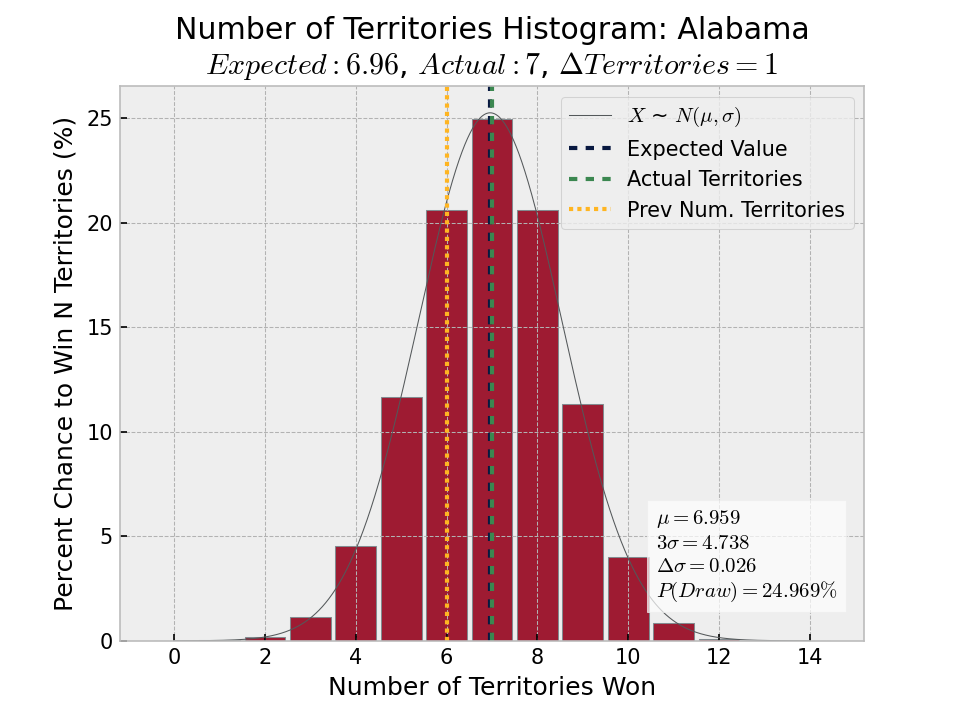 Number of Territories Histogram: Alabama
Expected : 6.96, Actual : 7, ΔTerritories = 1
X ~ N(μ, σ)
Expected Value
Actual Territories
Prev Num. Territories
Percent Chance to Win N Territories (%)
25
20
15
10
5
0
μ = 6.959
3σ = 4.738
Δσ = 0.026
P(Draw) = 24.969%
0 2 4 6 8 10 12 14
Number of Territories Won